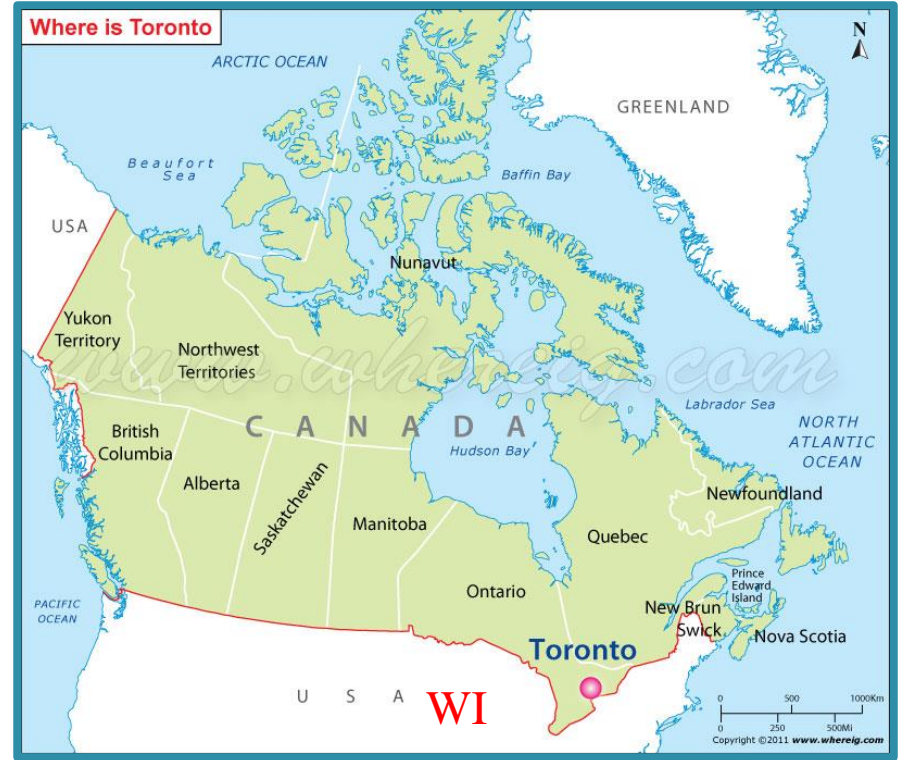 Where is Toronto
N
ARCTIC OCEAN
GREENLAND
Beaufort
Sea
Baffin Bay
USA
Nunavut
Yukon
Territory
Northwest
Territories
www.whereig.com
CANADA
Labrador Sea
NORTH
ATLANTIC
OCEAN
British
Columbia
Hudson Bay
Alberta
Saskatchewan
Newfoundland
Manitoba
Quebec
Ontario
Prince
Edward
Island
PACIFIC
OCEAN
New Brun
Swick
Nova Scotia
Toronto
USA
WI
0 500 1000Km
0 250 500Mi
Copyright ©2011 www.whereig.com